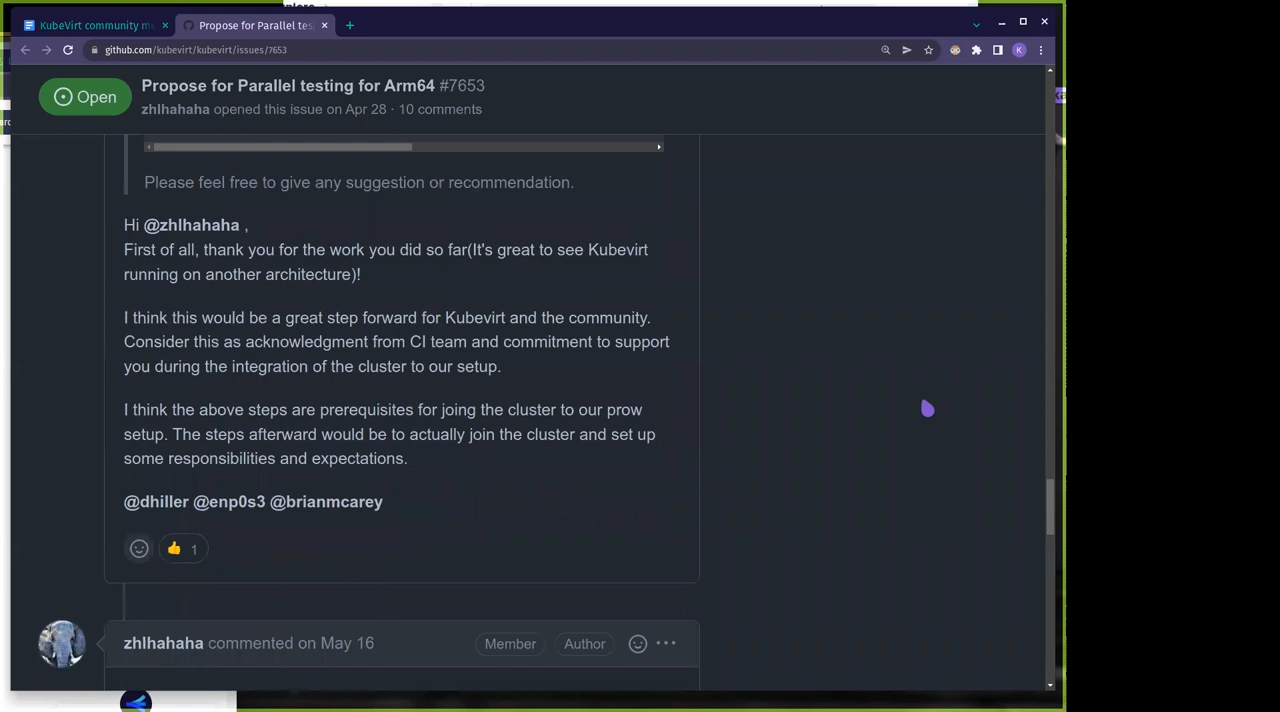 KubeVirt community m
Propose for Parallel tes
github.com/kubevirt/kubevirt/issues/7653
K
Open
Propose for Parallel testing for Arm64 #7653
zhlhahaha opened this issue on Apr 28 · 10 comments
Please feel free to give any suggestion or recommendation.
Hi @zhlhahaha ,
First of all, thank you for the work you did so far(It's great to see Kubevirt
running on another architecture)!
I think this would be a great step forward for Kubevirt and the community.
Consider this as acknowledgment from CI team and commitment to support
you during the integration of the cluster to our setup.
I think the above steps are prerequisites for joing the cluster to our prow
setup. The steps afterward would be to actually join the cluster and set up
some responsibilities and expectations.
@dhiller @enp0s3 @brianmcarey
👍 1
zhlhahaha commented on May 16
Member
Author